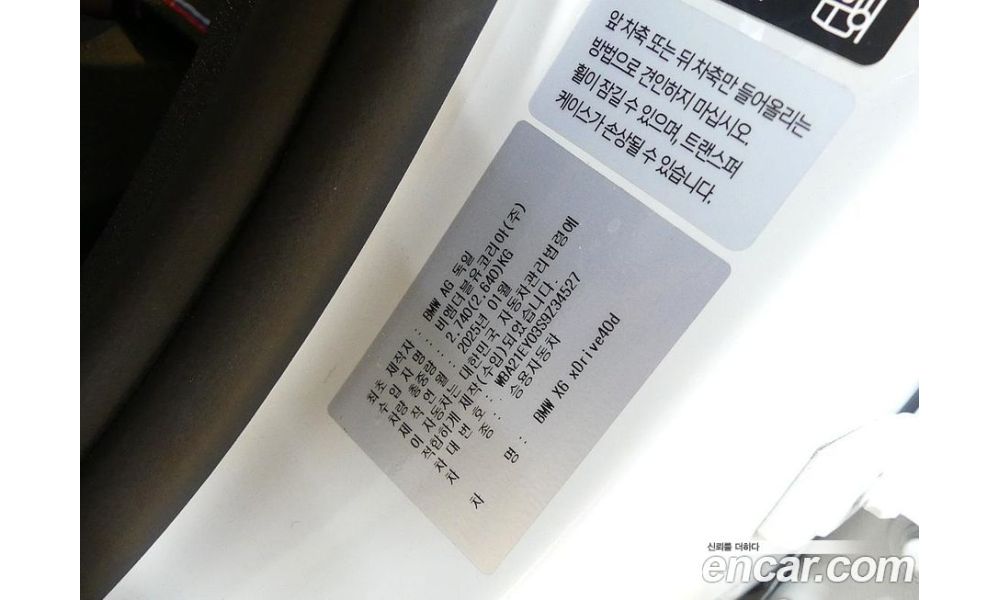 앞 차축 또는 뒤 차축만 들어올리는
방법으로 견인하지 마십시오.
휠이 잠길 수 있으며, 트랜스퍼
케이스가 손상될 수 있습니다.
최초 제작자 : BMW AG 독일
수 입 자 명 : 비엠더블유코리아(주)
차량 총중량 : 2.740(2.640)KG
제 작 연 월 : 2025년 01월
이 자동차는 대한민국 자동차관리법령에
적합하게 제작(수입)되었습니다.
차 대 번 호 : WBA21EY03S9Z34527
차 종 : 승용자동차
차 명 : BMW X6 xDrive40d
신뢰를 더하다
encar.com